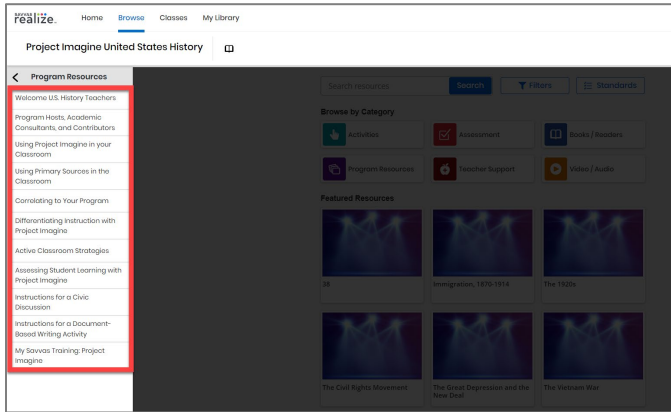 savvas
realize
Home Browse Classes My Library
Project Imagine United States History
Program Resources
Welcome U.S. History Teachers
Program Hosts, Academic
Consultants, and Contributors
Using Project Imagine in your
Classroom
Using Primary Sources in the
Classroom
Correlating to Your Program
Differentiating Instruction with
Project Imagine
Active Classroom Strategies
Assessing Student Learning with
Project Imagine
Instructions for a Civic
Discussion
Instructions for a Document-
Based Writing Activity
My Savvas Training: Project
Imagine
Search resources Search Filters Standards
Browse by Category
Activities Assessment Books / Readers
Program Resources Teacher Support Video / Audio
Featured Resources
38 Immigration, 1870-1914 The 1920s
The Civil Rights Movement The Great Depression and the The Vietnam War
New Deal